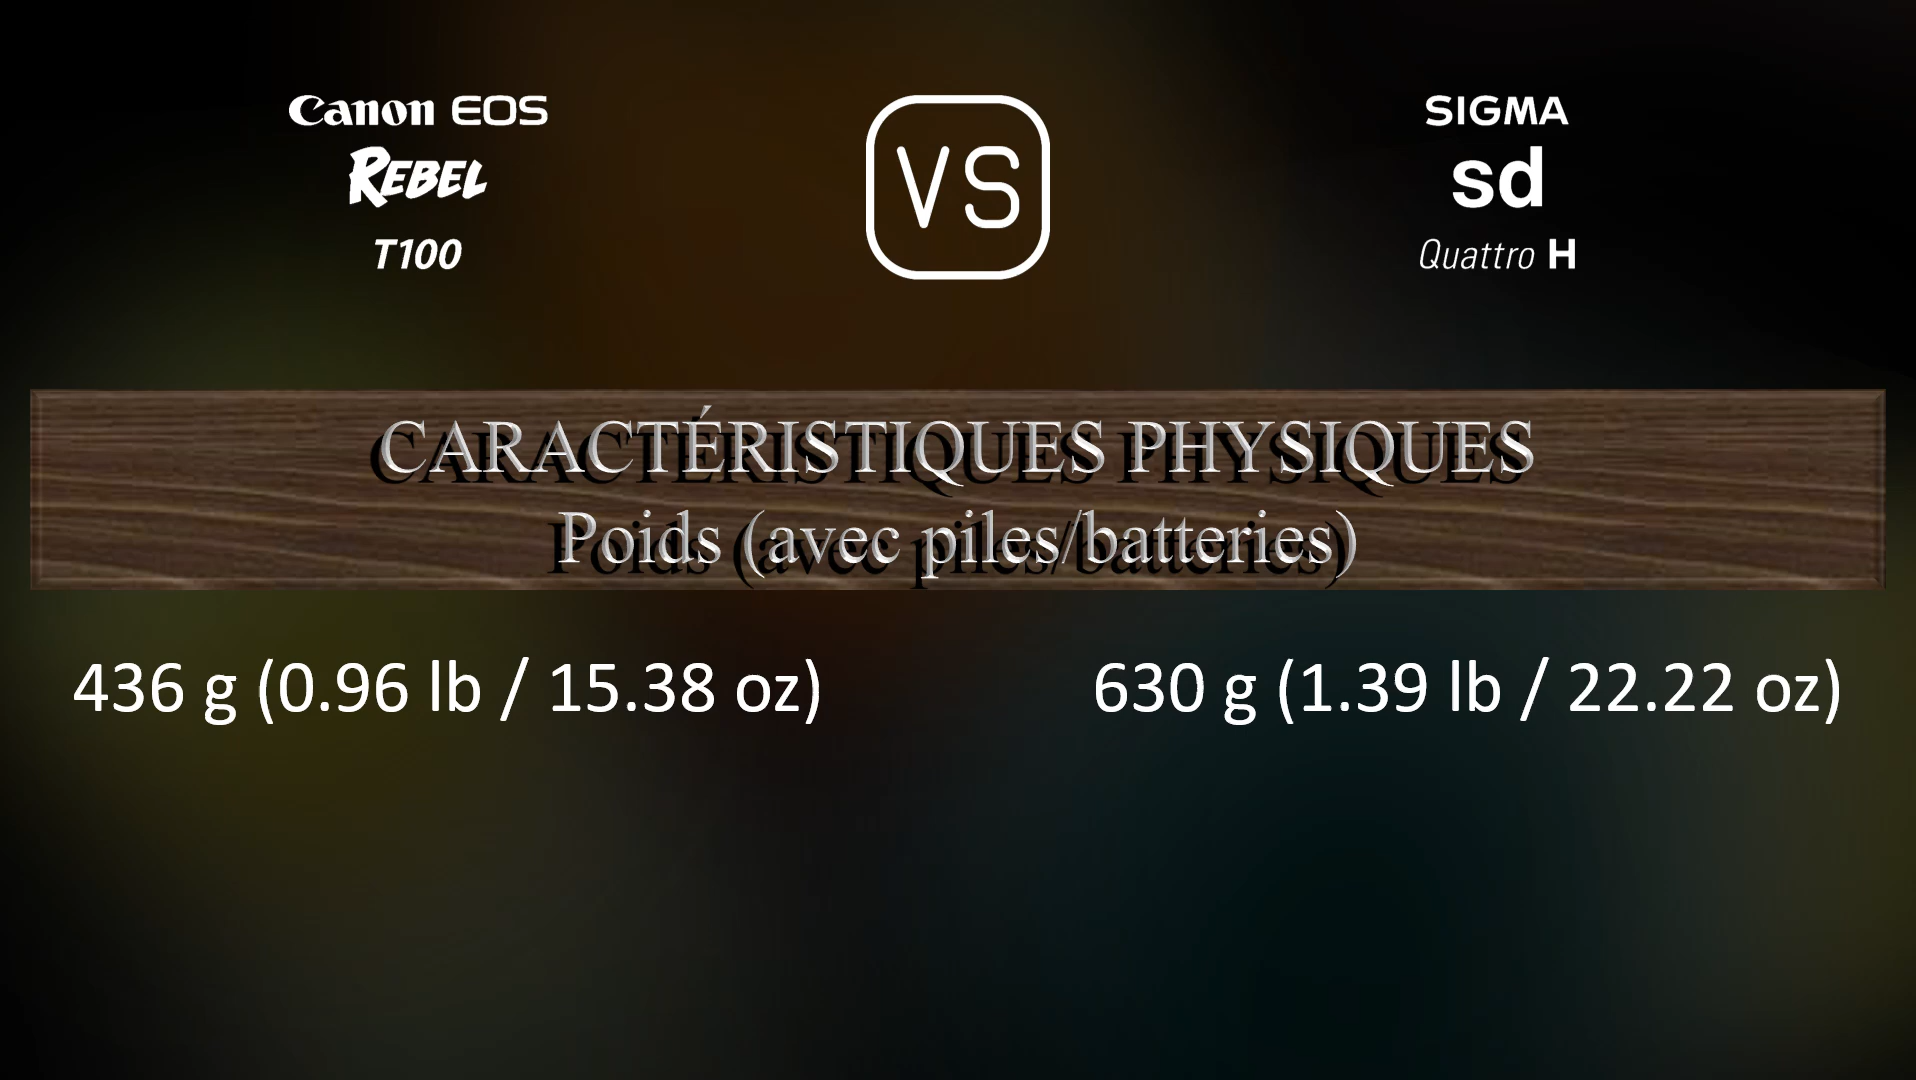 Canon EOS
REBEL
T100
VS
SIGMA
sd
Quattro H
CARACTÉRISTIQUES PHYSIQUES
Poids (avec piles/batteries)
436 g (0.96 lb / 15.38 oz)
630 g (1.39 lb / 22.22 oz)